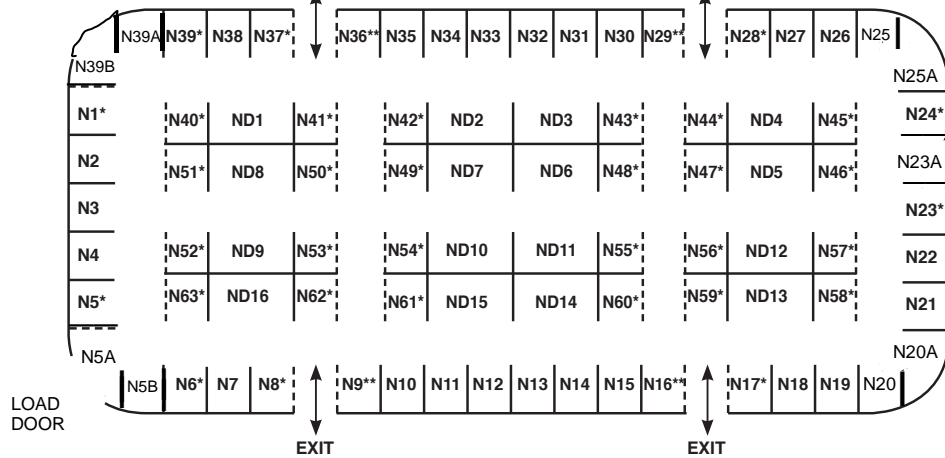 N39A N39* N38 N37* N36** N35 N34 N33 N32 N31 N30 N29** N28* N27 N26 N25
N39B N25A
N1* N40* ND1 N41* N42* ND2 ND3 N43* N44* ND4 N45* N24*
N2 N51* ND8 N50* N49* ND7 ND6 N48* N47* ND5 N46* N23A
N3 N23*
N4 N52* ND9 N53* N54* ND10 ND11 N55* N56* ND12 N57* N22
N5* N63* ND16 N62* N61* ND15 ND14 N60* N59* ND13 N58* N21
N5A N20A
N5B N6* N7 N8* N9** N10 N11 N12 N13 N14 N15 N16** N17* N18 N19 N20
LOAD
DOOR
EXIT EXIT